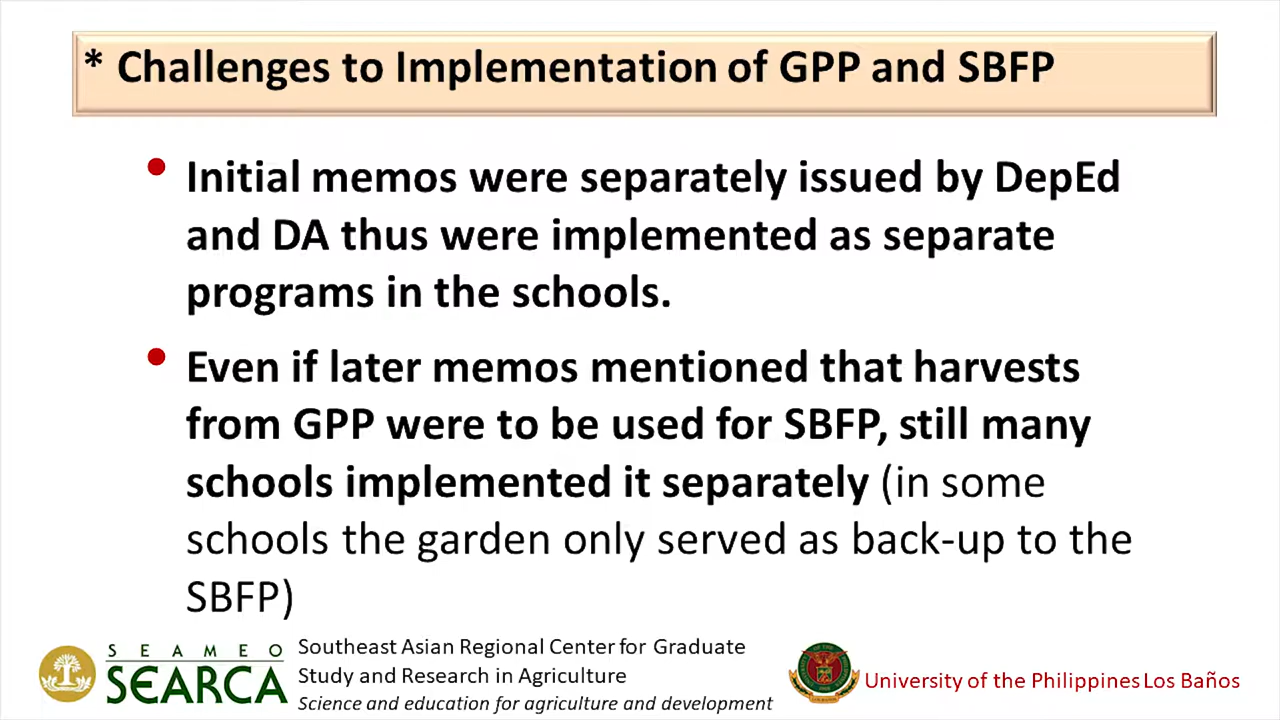 * Challenges to Implementation of GPP and SBFP
• Initial memos were separately issued by DepEd
and DA thus were implemented as separate
programs in the schools.
• Even if later memos mentioned that harvests
from GPP were to be used for SBFP, still many
schools implemented it separately (in some
schools the garden only served as back-up to the
SBFP)
SEAMEO
SEARCA
Southeast Asian Regional Center for Graduate
Study and Research in Agriculture
Science and education for agriculture and development
University of the Philippines Los Baños